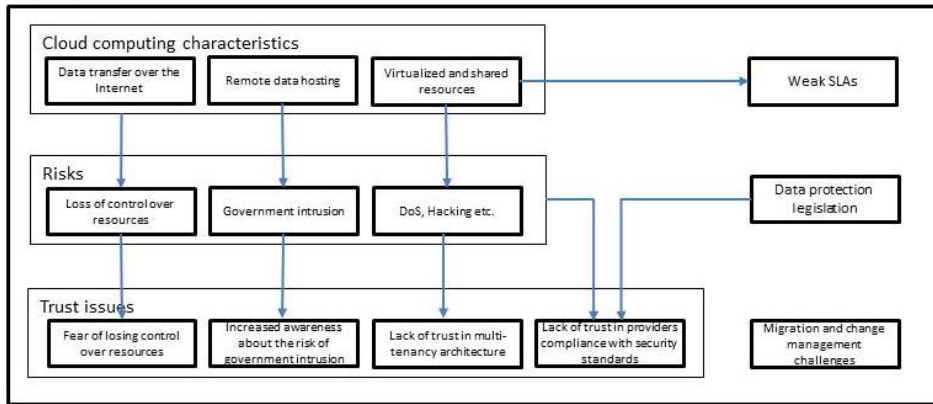 Cloud computing characteristics
Data transfer over the
Internet
Remote data hosting
Virtualized and shared
resources
Weak SLAs
Risks
Loss of control over
resources
Government intrusion
DoS, Hacking etc.
Data protection
legislation
Trust issues
Fear of losing control
over resources
Increased awareness
about the risk of
government intrusion
Lack of trust in multi-
tenancy architecture
Lack of trust in providers
compliance with security
standards
Migration and change
management
challenges